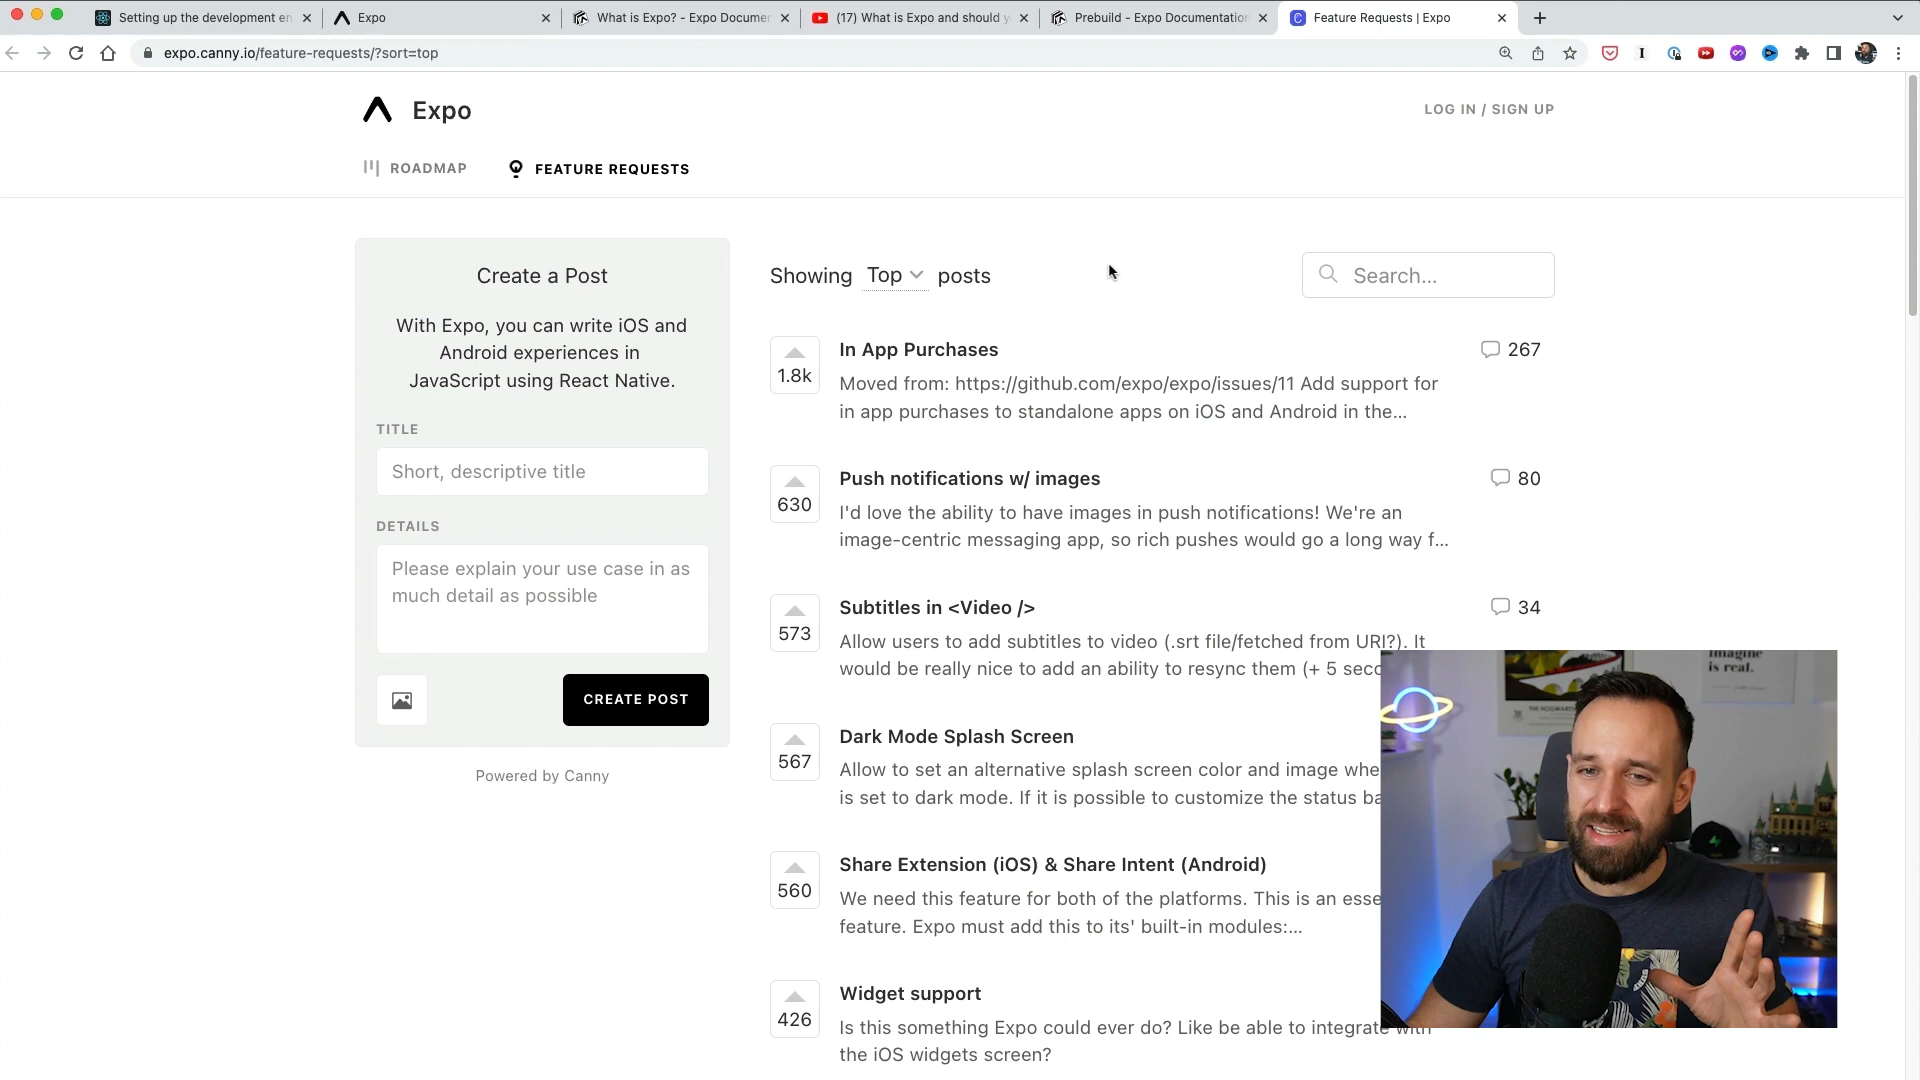 Setting up the development en
Expo
What is Expo? - Expo Documen
(17) What is Expo and should y
Prebuild - Expo Documentation
Feature Requests | Expo
expo.canny.io/feature-requests/?sort=top
Expo
LOG IN / SIGN UP
ROADMAP
FEATURE REQUESTS
Create a Post
With Expo, you can write iOS and
Android experiences in
JavaScript using React Native.
TITLE
Short, descriptive title
DETAILS
Please explain your use case in as
much detail as possible
CREATE POST
Powered by Canny
Showing Top posts
Search...
In App Purchases
267
1.8k
Moved from: https://github.com/expo/expo/issues/11 Add support for
in app purchases to standalone apps on iOS and Android in the...
Push notifications w/ images
80
630
I'd love the ability to have images in push notifications! We're an
image-centric messaging app, so rich pushes would go a long way f...
Subtitles in <Video />
34
573
Allow users to add subtitles to video (.srt file/fetched from URI?). It
would be really nice to add an ability to resync them (+ 5 seco
Dark Mode Splash Screen
567
Allow to set an alternative splash screen color and image whe
is set to dark mode. If it is possible to customize the status ba
Share Extension (iOS) & Share Intent (Android)
560
We need this feature for both of the platforms. This is an esse
feature. Expo must add this to its' built-in modules:...
Widget support
426
Is this something Expo could ever do? Like be able to integrate with
the iOS widgets screen?
imagine
is real.